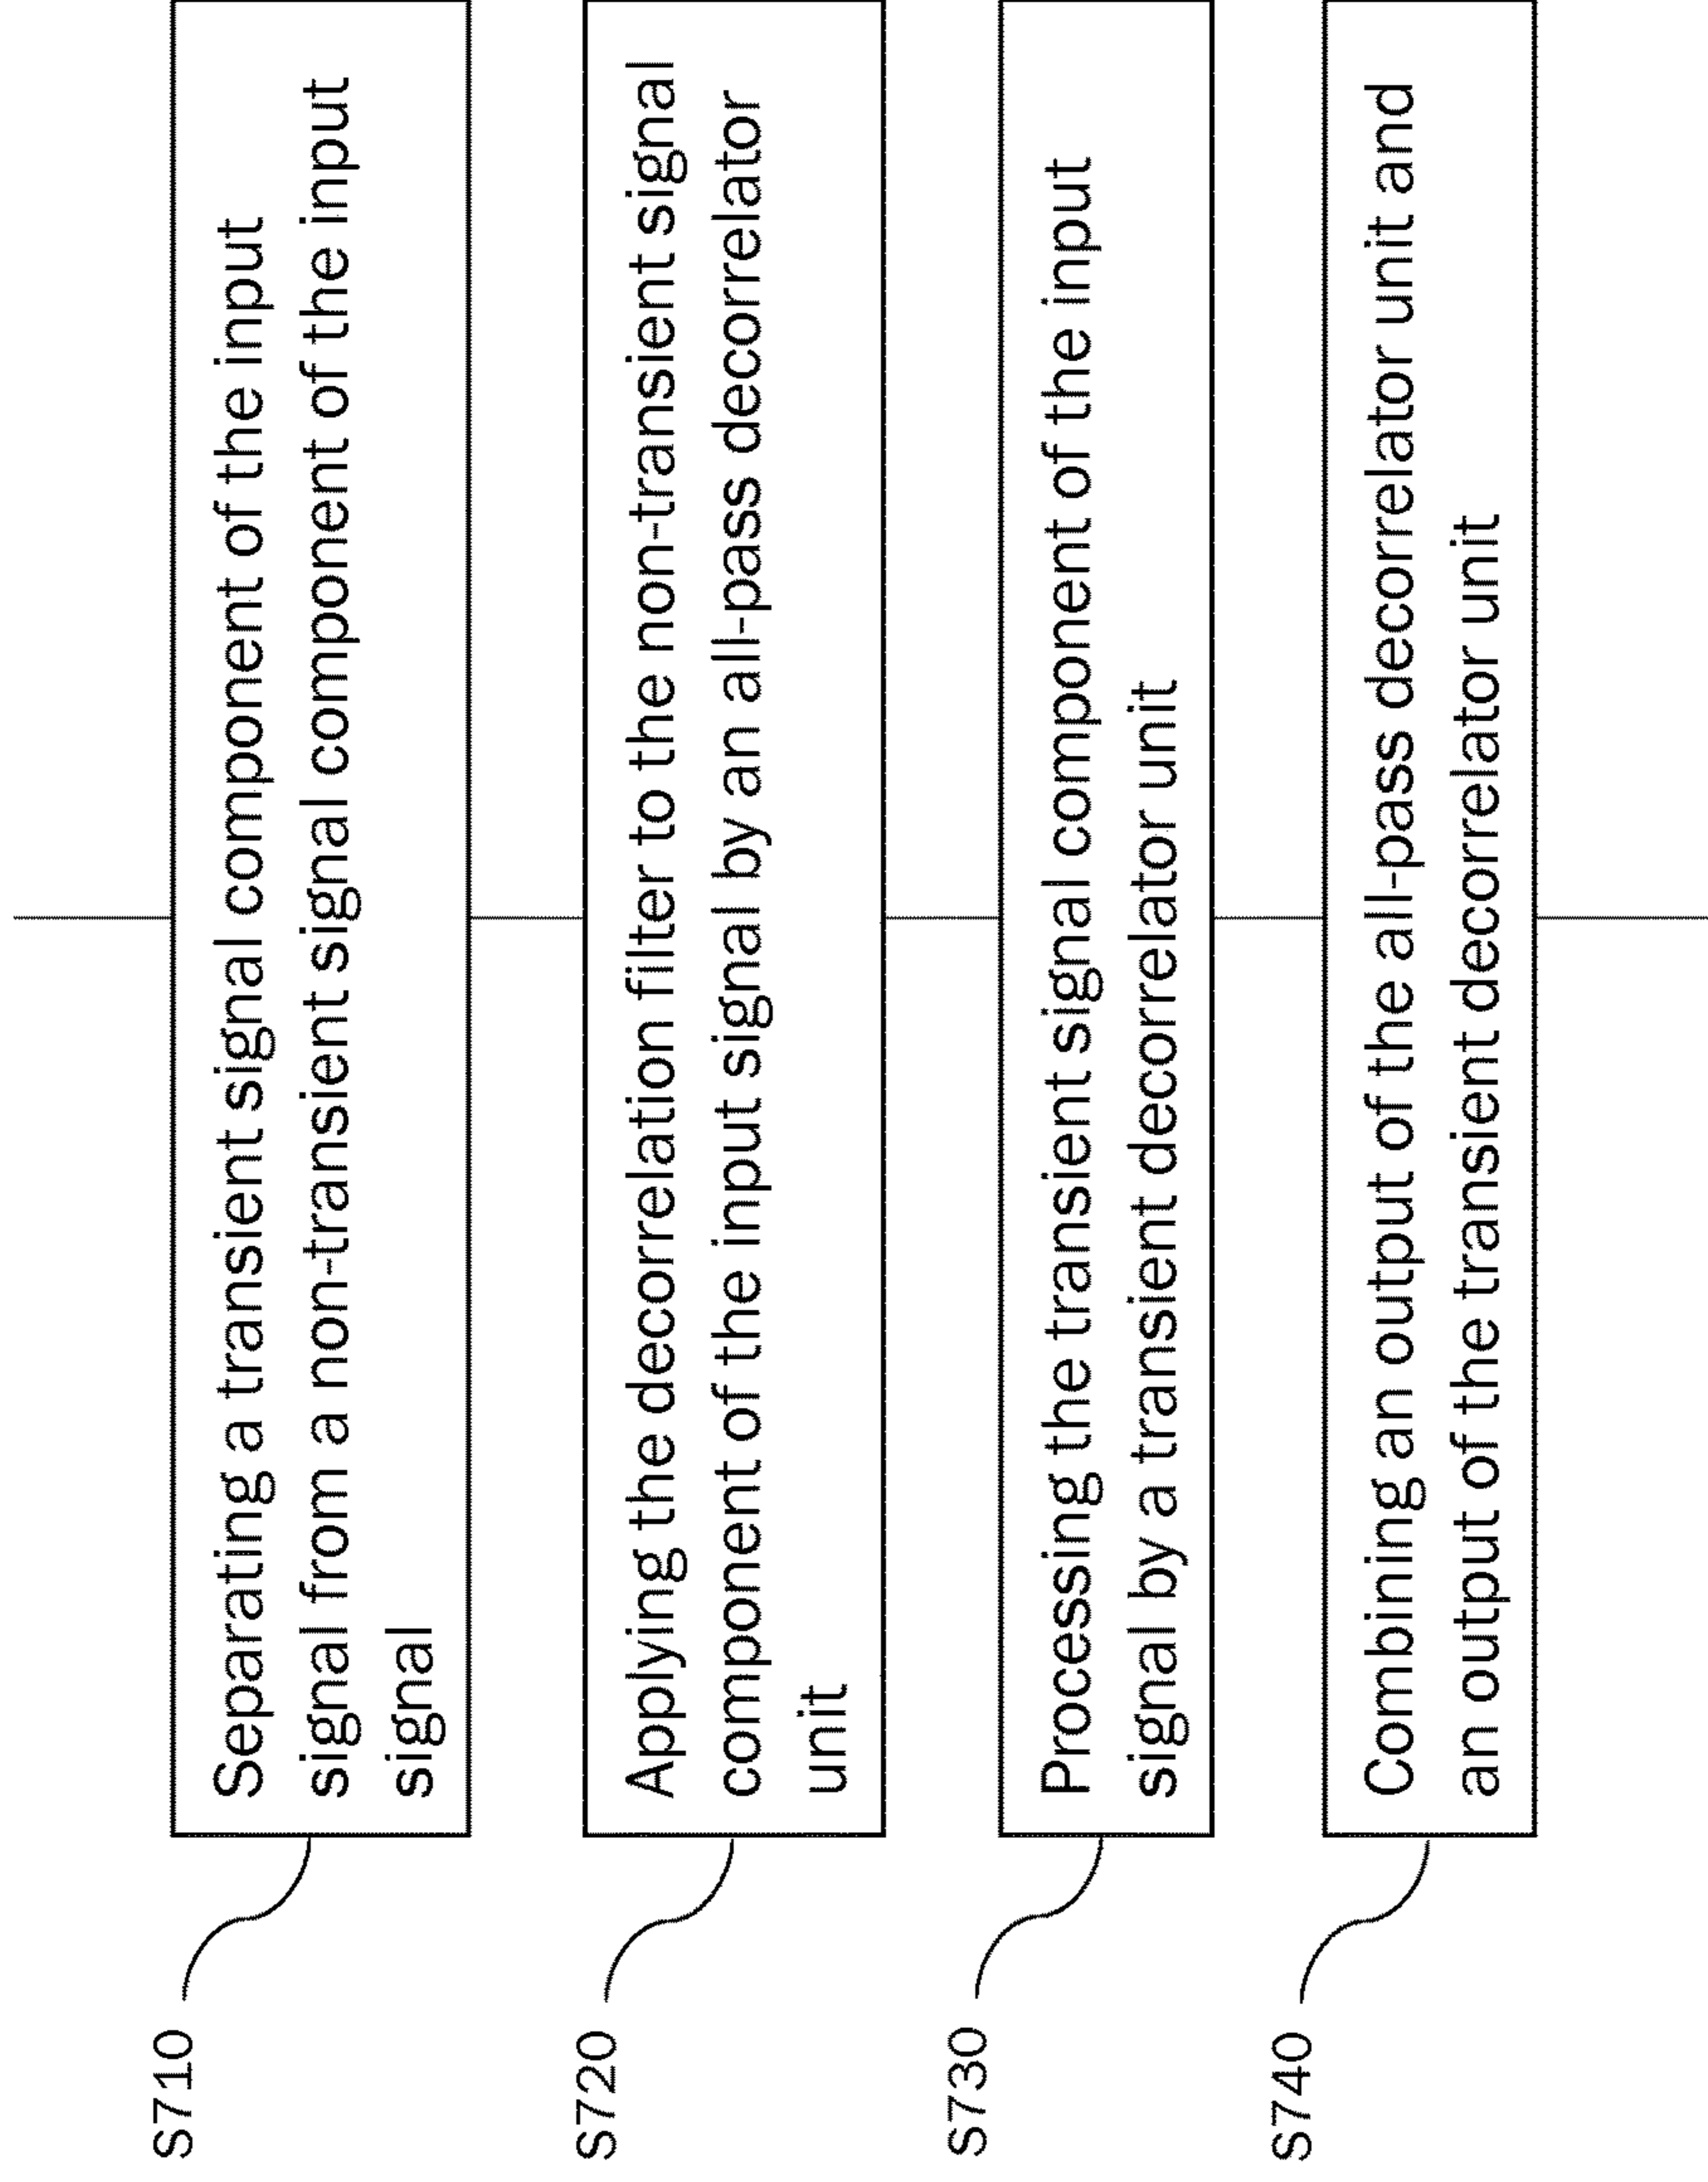 S710
Separating a transient signal component of the input
signal from a non-transient signal component of the input
signal
S720
Applying the decorrelation filter to the non-transient signal
component of the input signal by an all-pass decorrelator
unit
S730
Processing the transient signal component of the input
signal by a transient decorrelator unit
S740
Combining an output of the all-pass decorrelator unit and
an output of the transient decorrelator unit